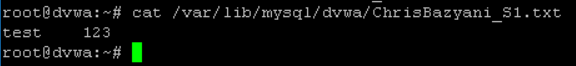 root@dvwa:~# cat /var/lib/mysql/dvwa/ChrisBazyani_S1.txt
test    123
root@dvwa:~#